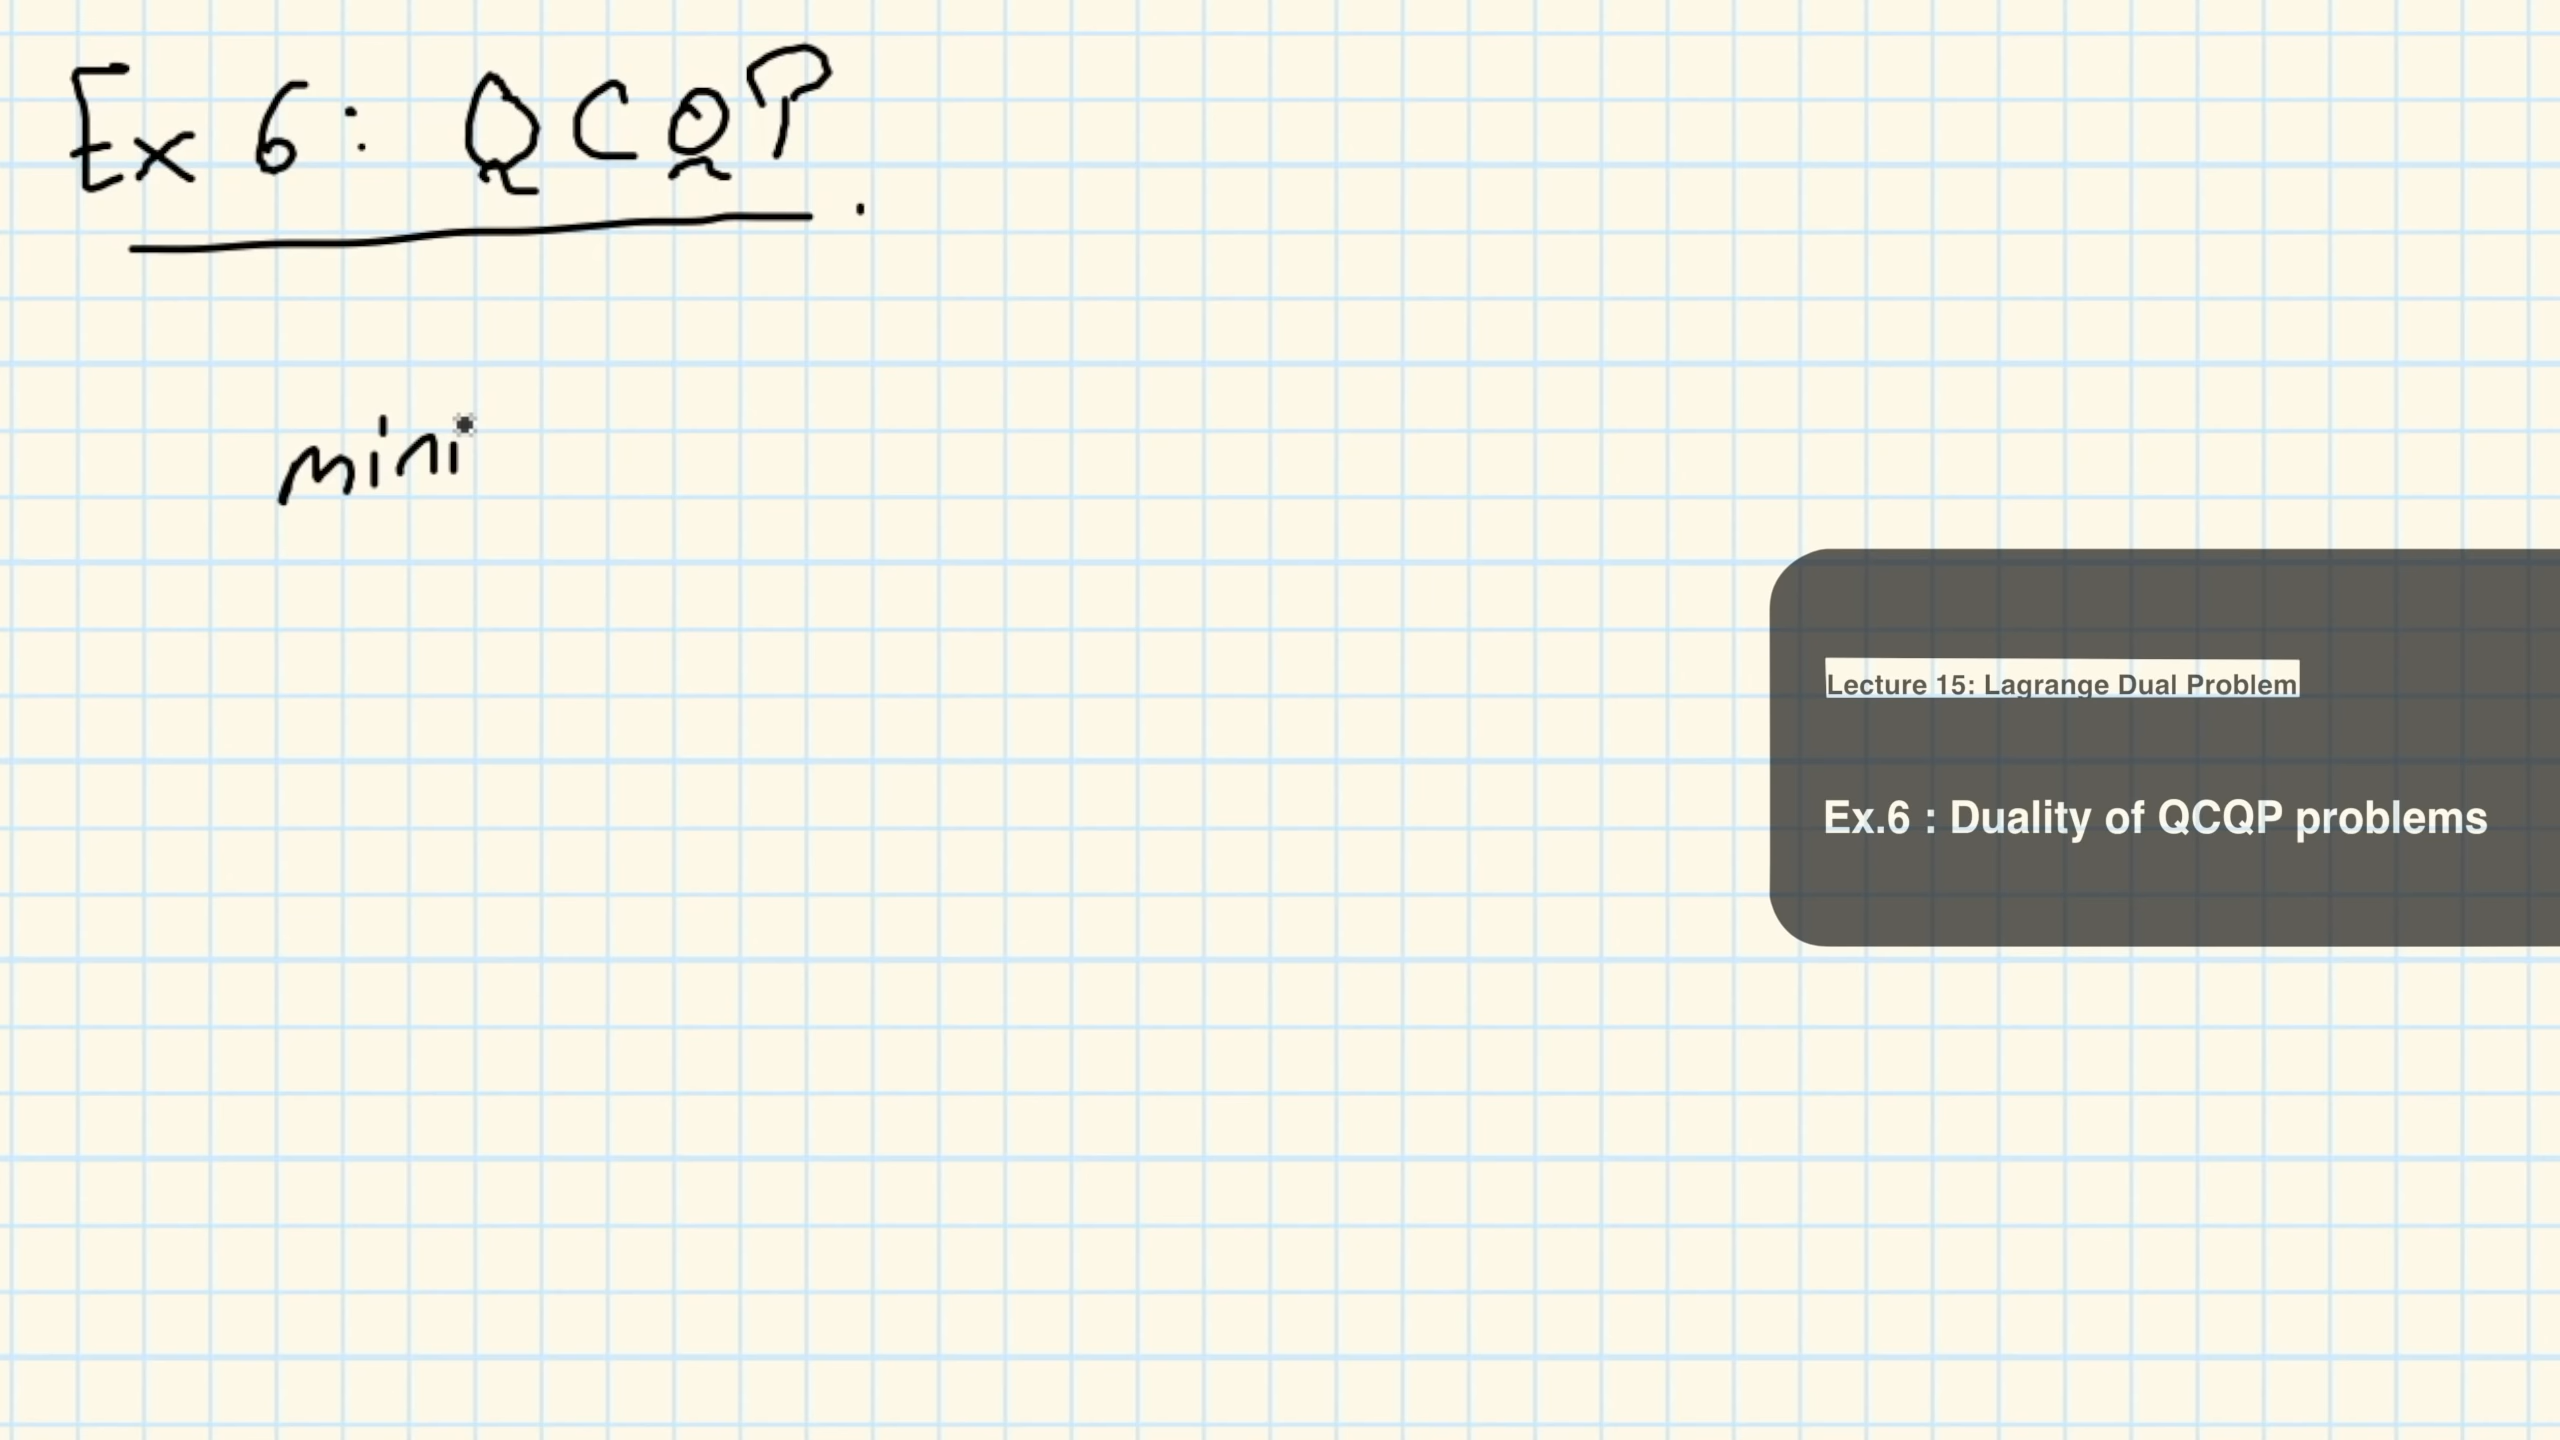 Ex 6: QCQP.
mini
Lecture 15: Lagrange Dual Problem
Ex.6 : Duality of QCQP problems